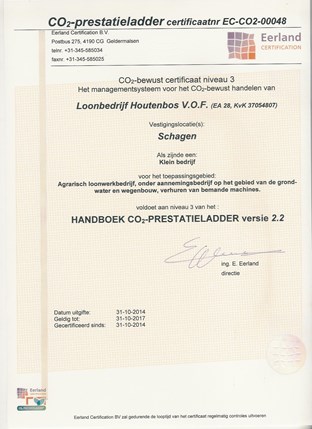 CO2-prestatieladder certificaatnr EC-CO2-00048
Eerland Certification B.V.
Postbus 275, 4190 CG Geldermalsen
telnr. +31-345-585034
faxnr. +31-345-585025
Eerland
CERTIFICATION
CO2-bewust certificaat niveau 3
Het managementsysteem voor het CO2-bewust handelen van
Loonbedrijf Houtenbos V.O.F. (EA 28, KvK 37054807)
Vestigingslocatie(s):
Schagen
Als zijnde een:
Klein bedrijf
voor het toepassingsgebied:
Agrarisch loonwerkbedrijf, onder aannemingsbedrijf op het gebied van de grond-
water en wegenbouw, verhuren van bemande machines.
voldoet aan niveau 3 van het :
HANDBOEK CO2-PRESTATIELADDER versie 2.2
ing. E. Eerland
directie
Datum uitgifte: 31-10-2014
Geldig tot: 31-10-2017
Gecertificeerd sinds: 31-10-2014
Eerland
Eerland Certification BV zal gedurende de looptijd van het certificaat regelmatig controles uitvoeren